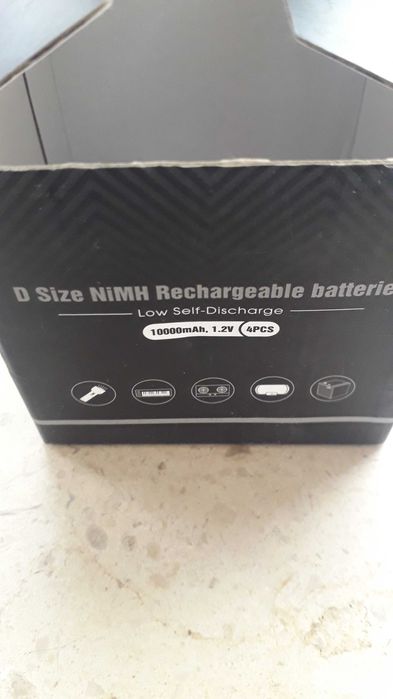 D Size NiMH Rechargeable batterie
Low Self-Discharge
10000mAh, 1.2V 4PCS